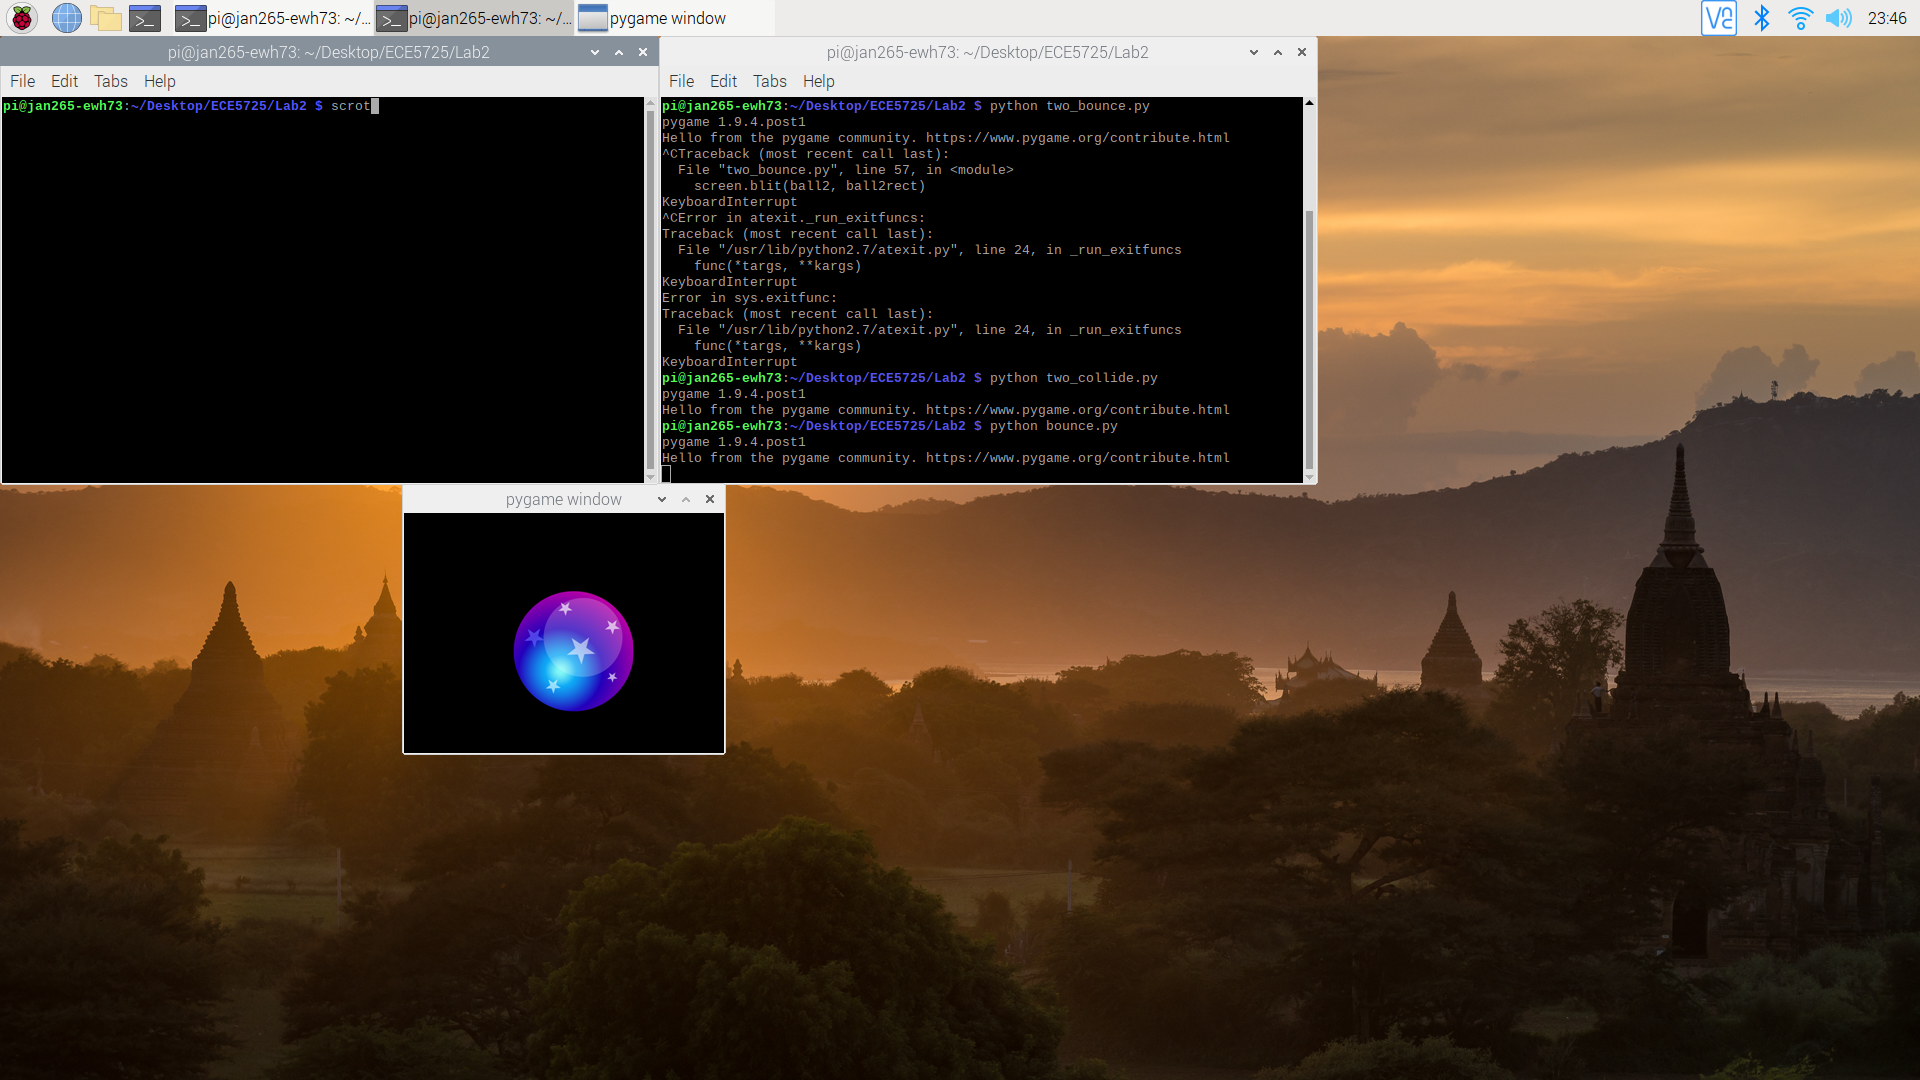 pi@jan265-ewh73: ~/... pi@jan265-ewh73: ~/... pygame window 23:46
pi@jan265-ewh73: ~/Desktop/ECE5725/Lab2
File Edit Tabs Help
pi@jan265-ewh73:~/Desktop/ECE5725/Lab2 $ scrot
pi@jan265-ewh73: ~/Desktop/ECE5725/Lab2
File Edit Tabs Help
pi@jan265-ewh73:~/Desktop/ECE5725/Lab2 $ python two_bounce.py
pygame 1.9.4.post1
Hello from the pygame community. https://www.pygame.org/contribute.html
^CTraceback (most recent call last):
  File "two_bounce.py", line 57, in <module>
    screen.blit(ball2, ball2rect)
KeyboardInterrupt
^CError in atexit._run_exitfuncs:
Traceback (most recent call last):
  File "/usr/lib/python2.7/atexit.py", line 24, in _run_exitfuncs
    func(*targs, **kargs)
KeyboardInterrupt
Error in sys.exitfunc:
Traceback (most recent call last):
  File "/usr/lib/python2.7/atexit.py", line 24, in _run_exitfuncs
    func(*targs, **kargs)
KeyboardInterrupt
pi@jan265-ewh73:~/Desktop/ECE5725/Lab2 $ python two_collide.py
pygame 1.9.4.post1
Hello from the pygame community. https://www.pygame.org/contribute.html
pi@jan265-ewh73:~/Desktop/ECE5725/Lab2 $ python bounce.py
pygame 1.9.4.post1
Hello from the pygame community. https://www.pygame.org/contribute.html
pygame window